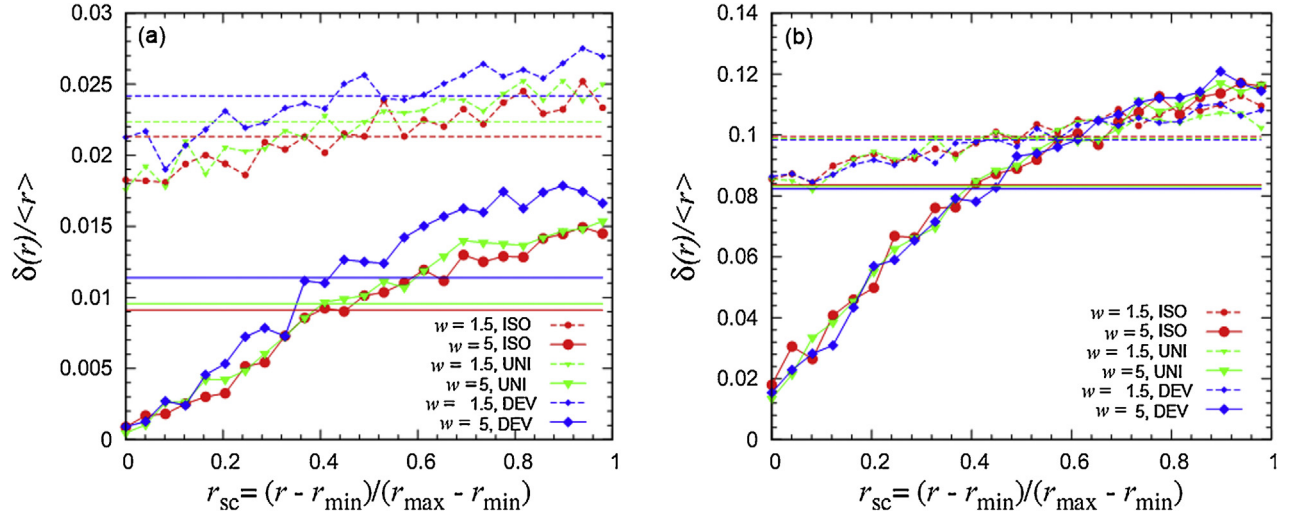 (a)
δ(r)/<r>
0.025
0.02
0.015
0.01
0.005
0
w = 1.5, ISO
w = 5, ISO
w = 1.5, UNI
w = 5, UNI
w = 1.5, DEV
w = 5, DEV
0 0.2 0.4 0.6 0.8 1
r_sc = (r - r_min)/(r_max - r_min)
(b)
δ(r)/<r>
0.14
0.12
0.1
0.08
0.06
0.04
0.02
0
w = 1.5, ISO
w = 5, ISO
w = 1.5, UNI
w = 5, UNI
w = 1.5, DEV
w = 5, DEV
0 0.2 0.4 0.6 0.8 1
r_sc = (r - r_min)/(r_max - r_min)